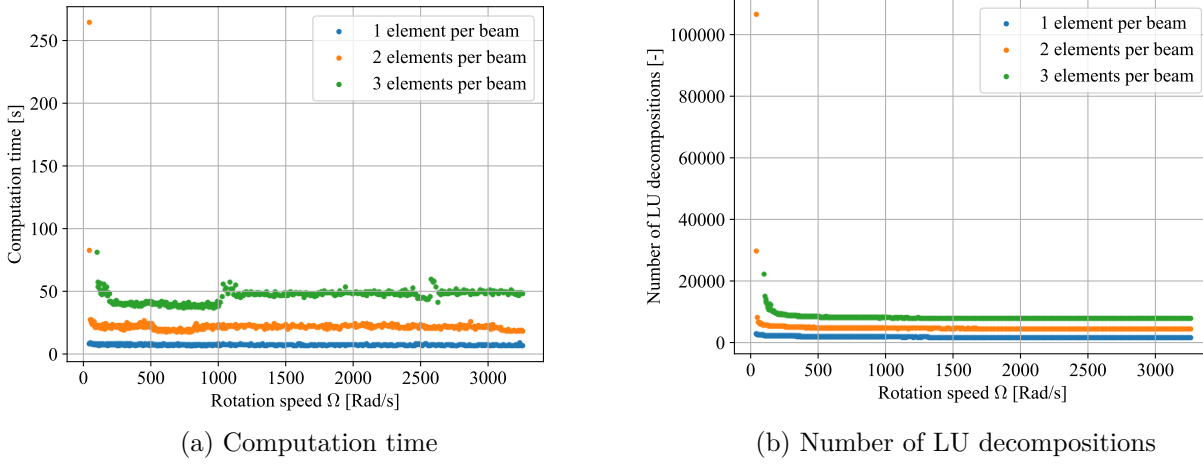 250
200
150
100
50
0
Computation time [s]
1 element per beam
2 elements per beam
3 elements per beam
0 500 1000 1500 2000 2500 3000
Rotation speed Ω [Rad/s]
(a) Computation time
100000
80000
60000
40000
20000
0
Number of LU decompositions [-]
1 element per beam
2 elements per beam
3 elements per beam
0 500 1000 1500 2000 2500 3000
Rotation speed Ω [Rad/s]
(b) Number of LU decompositions